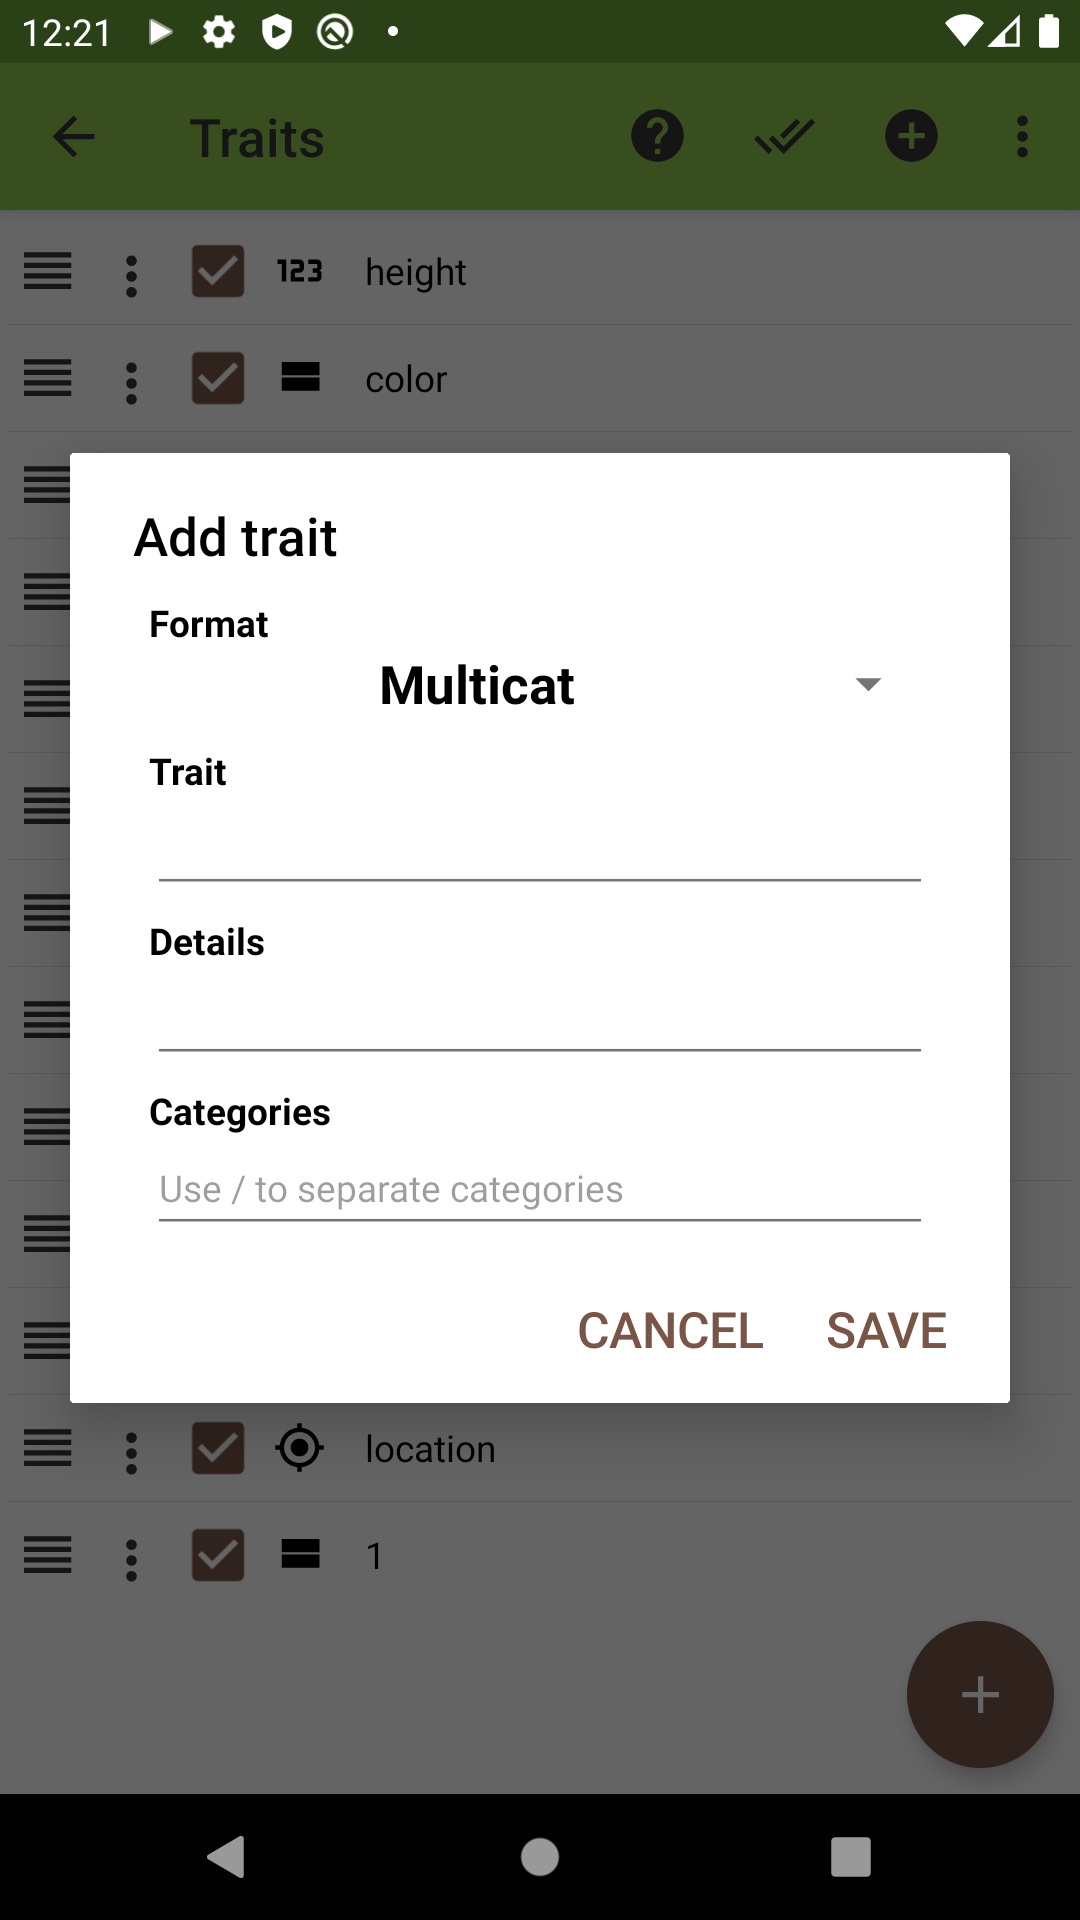 12:21
Traits
123 height
color
Add trait
Format
Multicat
Trait
Details
Categories
Use / to separate categories
CANCEL SAVE
location
1